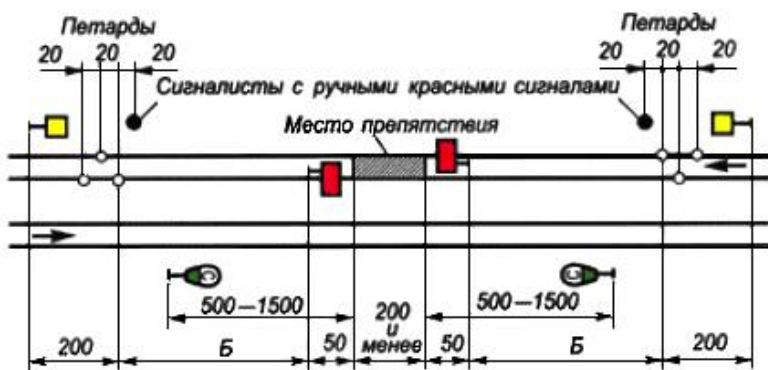 Петарды
Петарды
20 20 20
20 20 20
Сигналисты с ручными красными сигналами
Место препятствия
С
С
500–1500
200
и
менее
500–1500
200
Б
50
50
Б
200